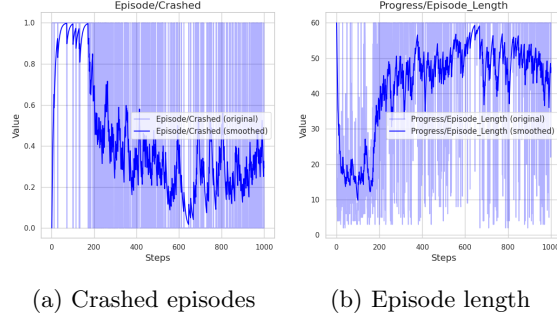 Episode/Crashed
1.0
0.8
0.6
0.4
0.2
0.0
Value
Episode/Crashed (original)
Episode/Crashed (smoothed)
0
200
400
600
800
1000
Steps
(a) Crashed episodes
Progress/Episode_Length
60
50
40
30
20
10
0
Value
Progress/Episode_Length (original)
Progress/Episode_Length (smoothed)
0
200
400
600
800
1000
Steps
(b) Episode length